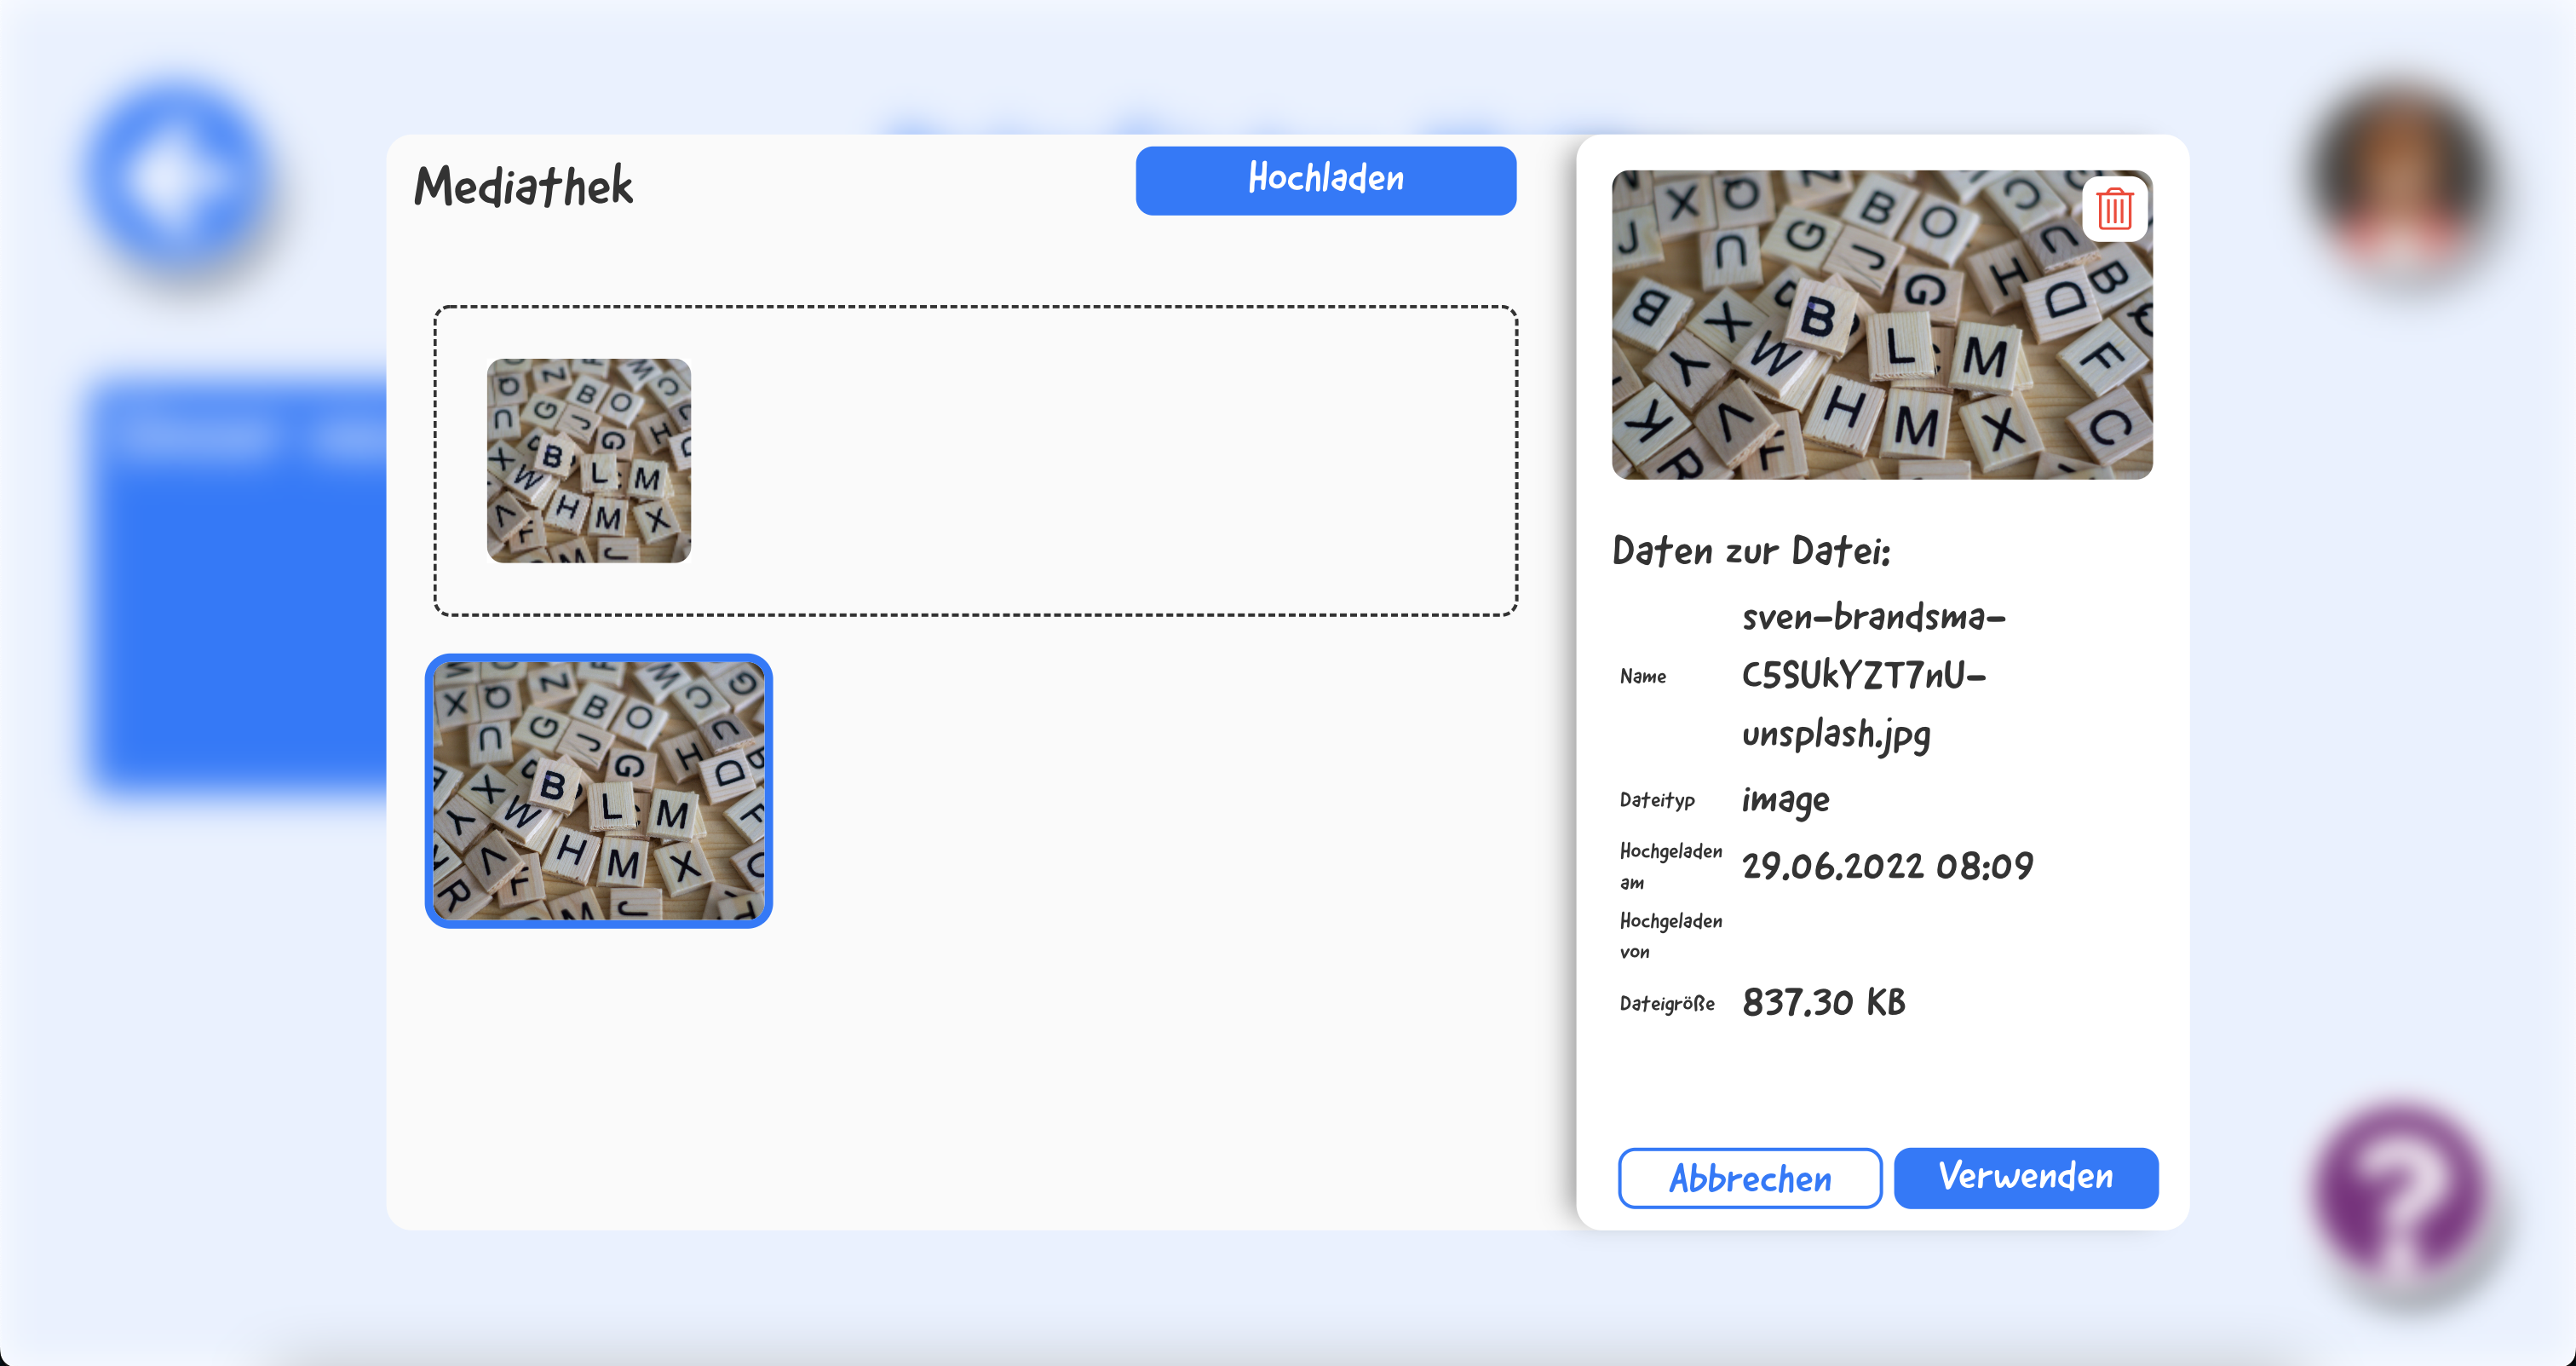 Mediathek
Hochladen
Daten zur Datei:
Name
sven-brandsma-
C5SUkYZT7nU-
unsplash.jpg
Dateityp
image
Hochgeladen
am
29.06.2022 08:09
Hochgeladen
von
Dateigröße
837.30 KB
Abbrechen
Verwenden